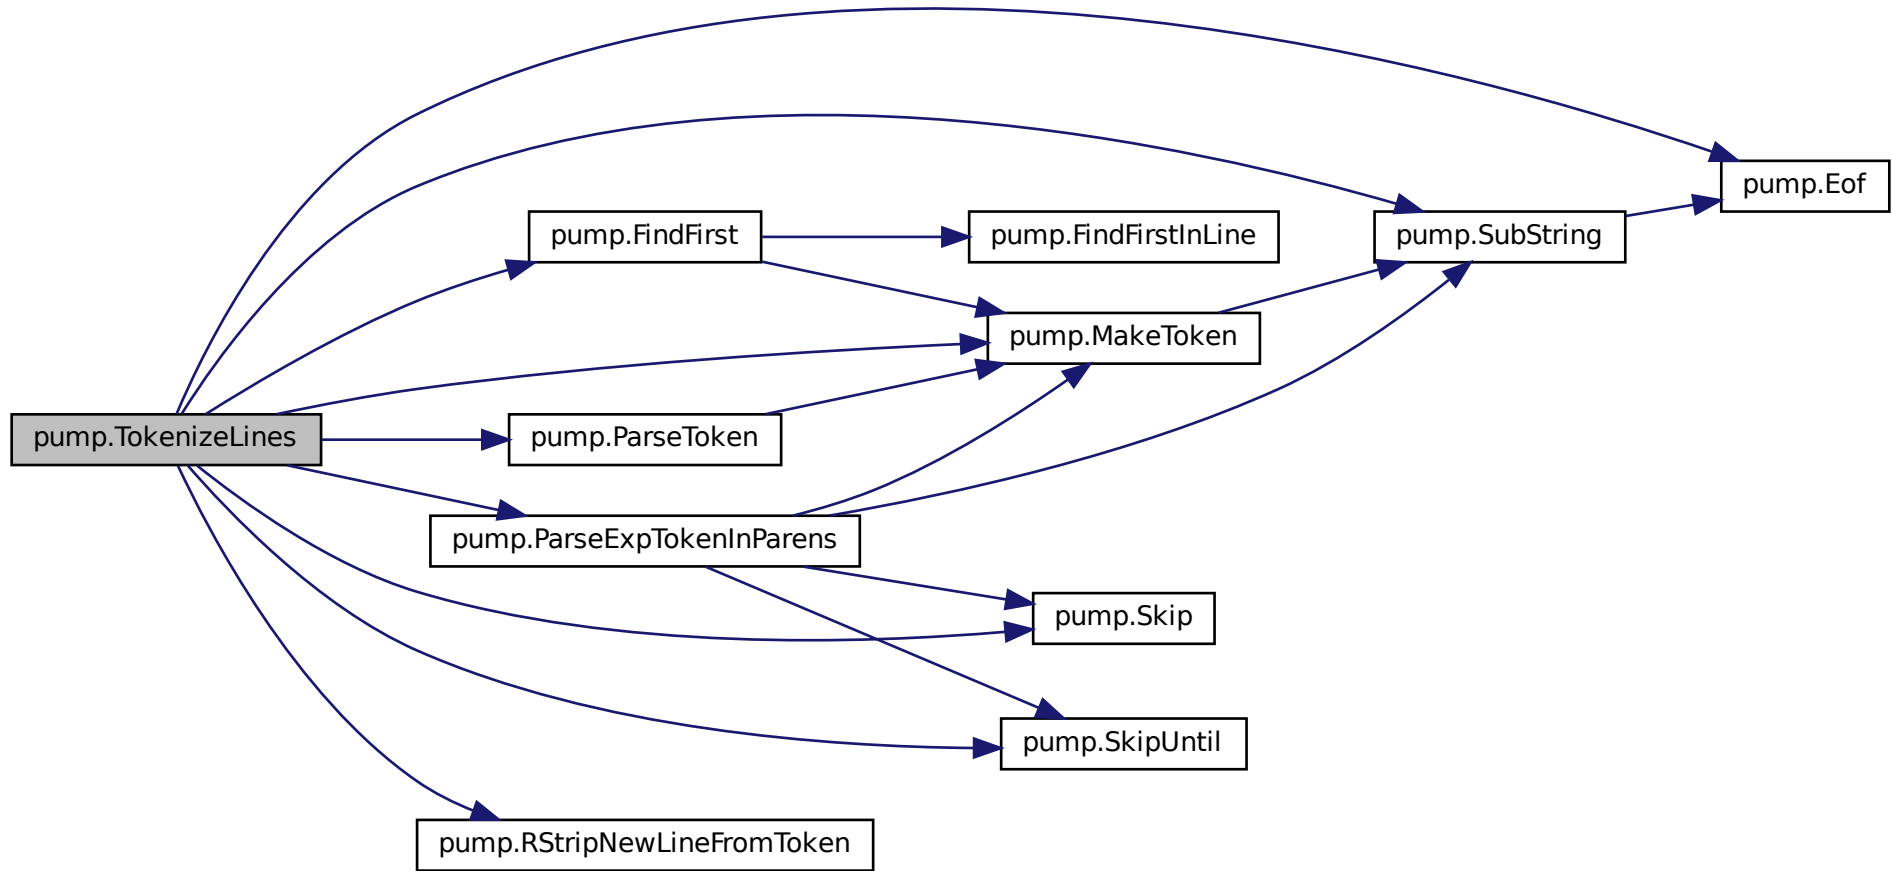 pump.Eof
pump.FindFirst
pump.FindFirstInLine
pump.SubString
pump.MakeToken
pump.TokenizeLines
pump.ParseToken
pump.ParseExpTokenInParens
pump.Skip
pump.SkipUntil
pump.RStripNewLineFromToken